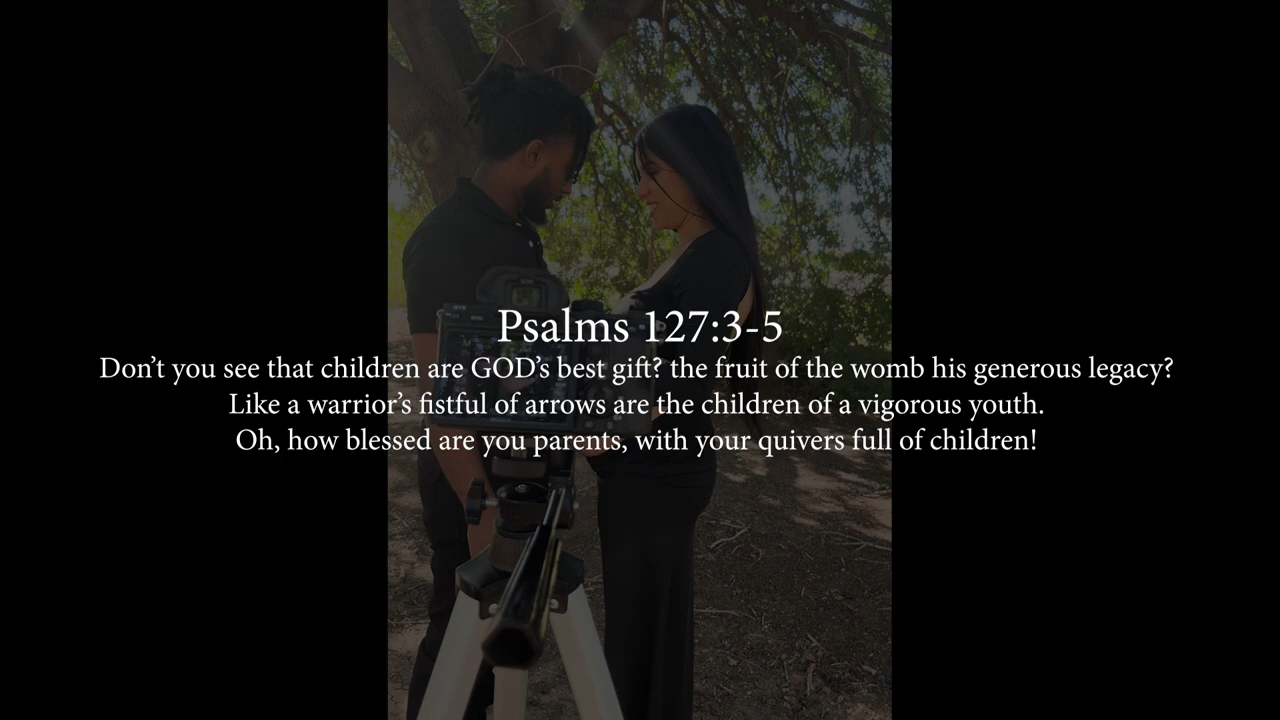 Psalms 127:3-5
Don’t you see that children are GOD’s best gift? the fruit of the womb his generous legacy?
Like a warrior’s fistful of arrows are the children of a vigorous youth.
Oh, how blessed are you parents, with your quivers full of children!